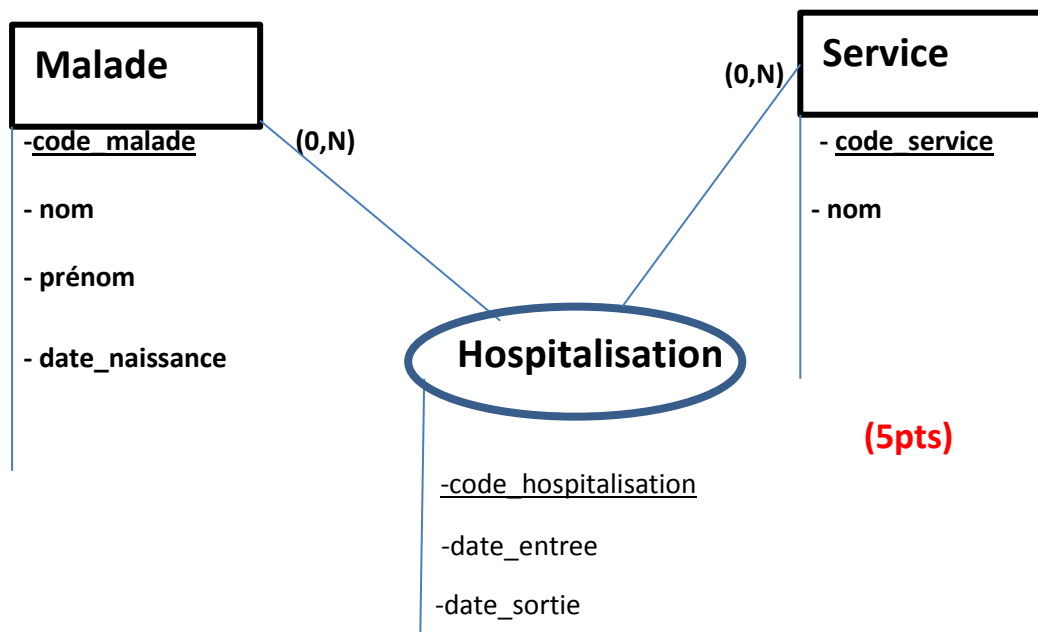 Malade
(0,N)
Service
-code_malade
(0,N)
- code_service
- nom
- nom
- prénom
- date_naissance
Hospitalisation
(5pts)
-code_hospitalisation
-date_entree
-date_sortie